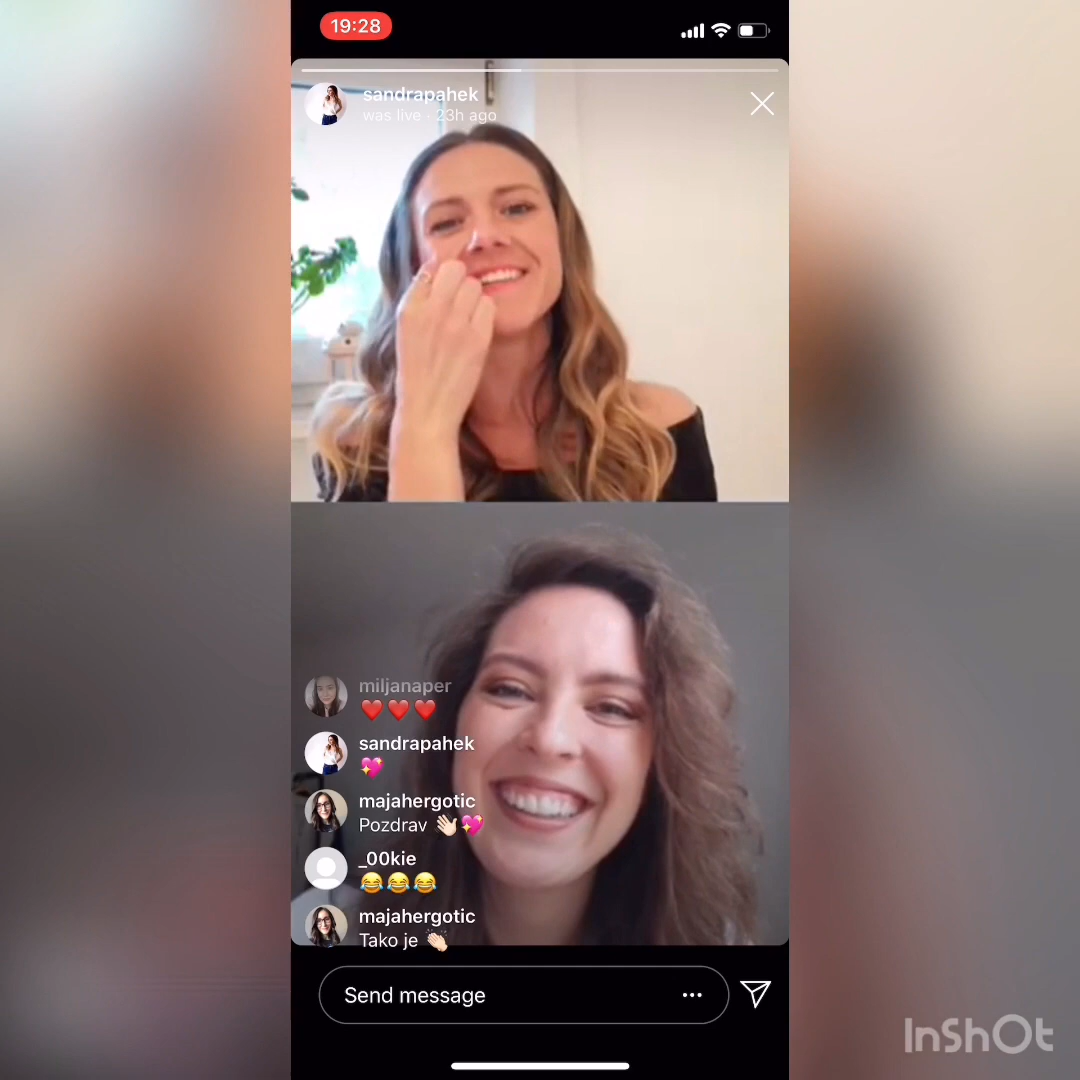 19:28
sandrapahek
was live · 23h ago
miljanaper
❤️❤️❤️
sandrapahek
💖
majahergotic
Pozdrav 👋🏻💖
_00kie
😂😂😂
majahergotic
Tako je 👏🏻
Send message
InShOt